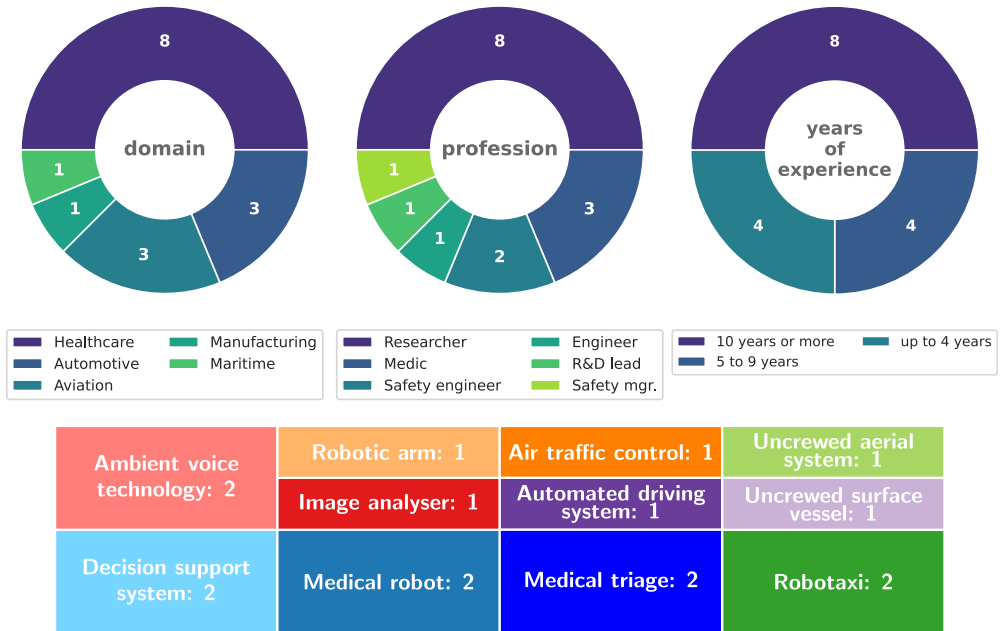 8
domain
1
1
3
3
8
profession
1
1
1
2
3
8
years
of
experience
4
4
Healthcare
Automotive
Aviation
Manufacturing
Maritime
Researcher
Medic
Safety engineer
Engineer
R&D lead
Safety mgr.
10 years or more
5 to 9 years
up to 4 years
Ambient voice
technology: 2
Robotic arm: 1
Image analyser: 1
Air traffic control: 1
Automated driving
system: 1
Uncrewed aerial
system: 1
Uncrewed surface
vessel: 1
Decision support
system: 2
Medical robot: 2
Medical triage: 2
Robotaxi: 2